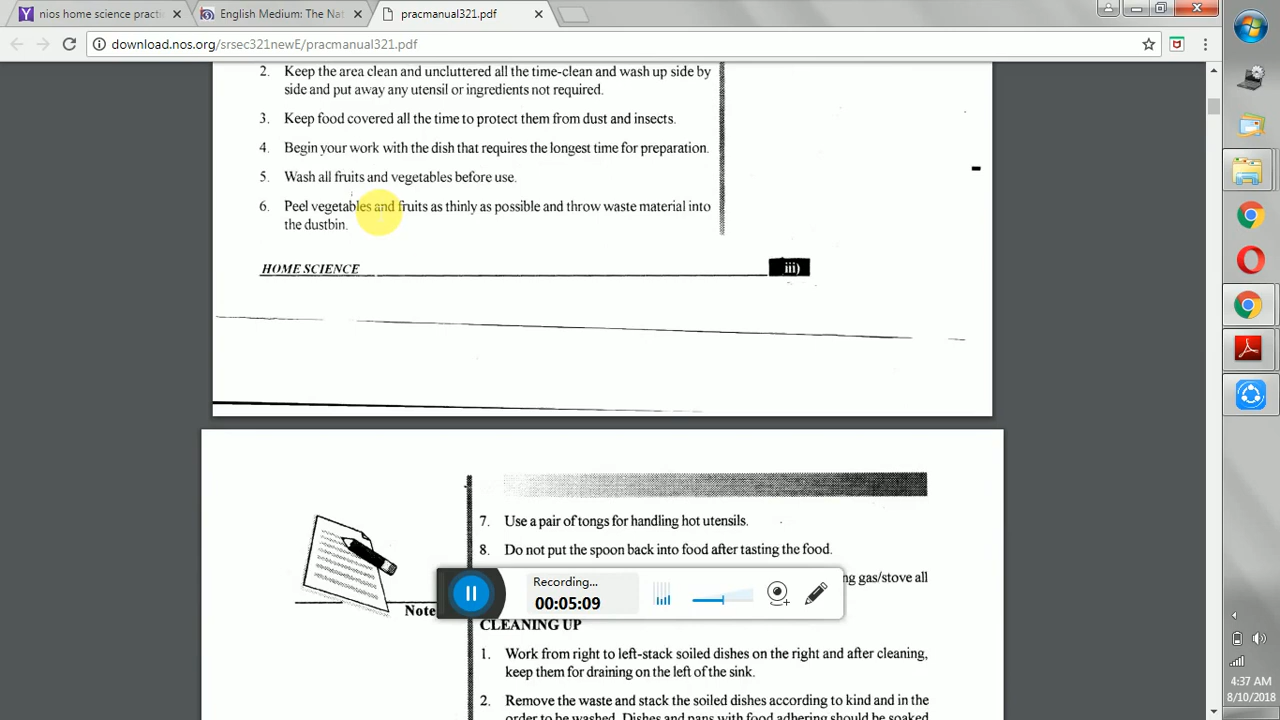 nios home science practi
English Medium: The Nat
pracmanual321.pdf
download.nos.org/srsec321newE/pracmanual321.pdf
2. Keep the area clean and uncluttered all the time-clean and wash up side by
side and put away any utensil or ingredients not required.
3. Keep food covered all the time to protect them from dust and insects.
4. Begin your work with the dish that requires the longest time for preparation.
5. Wash all fruits and vegetables before use.
6. Peel vegetables and fruits as thinly as possible and throw waste material into
the dustbin.
HOME SCIENCE
iii)
7. Use a pair of tongs for handling hot utensils.
8. Do not put the spoon back into food after tasting the food.
gas/stove all
Note
Recording...
00:05:09
CLEANING UP
1. Work from right to left-stack soiled dishes on the right and after cleaning,
keep them for draining on the left of the sink.
2. Remove the waste and stack the soiled dishes according to kind and in the
order to be washed. Dishes and pans with food adhering should be soaked
4:37 AM
8/10/2018